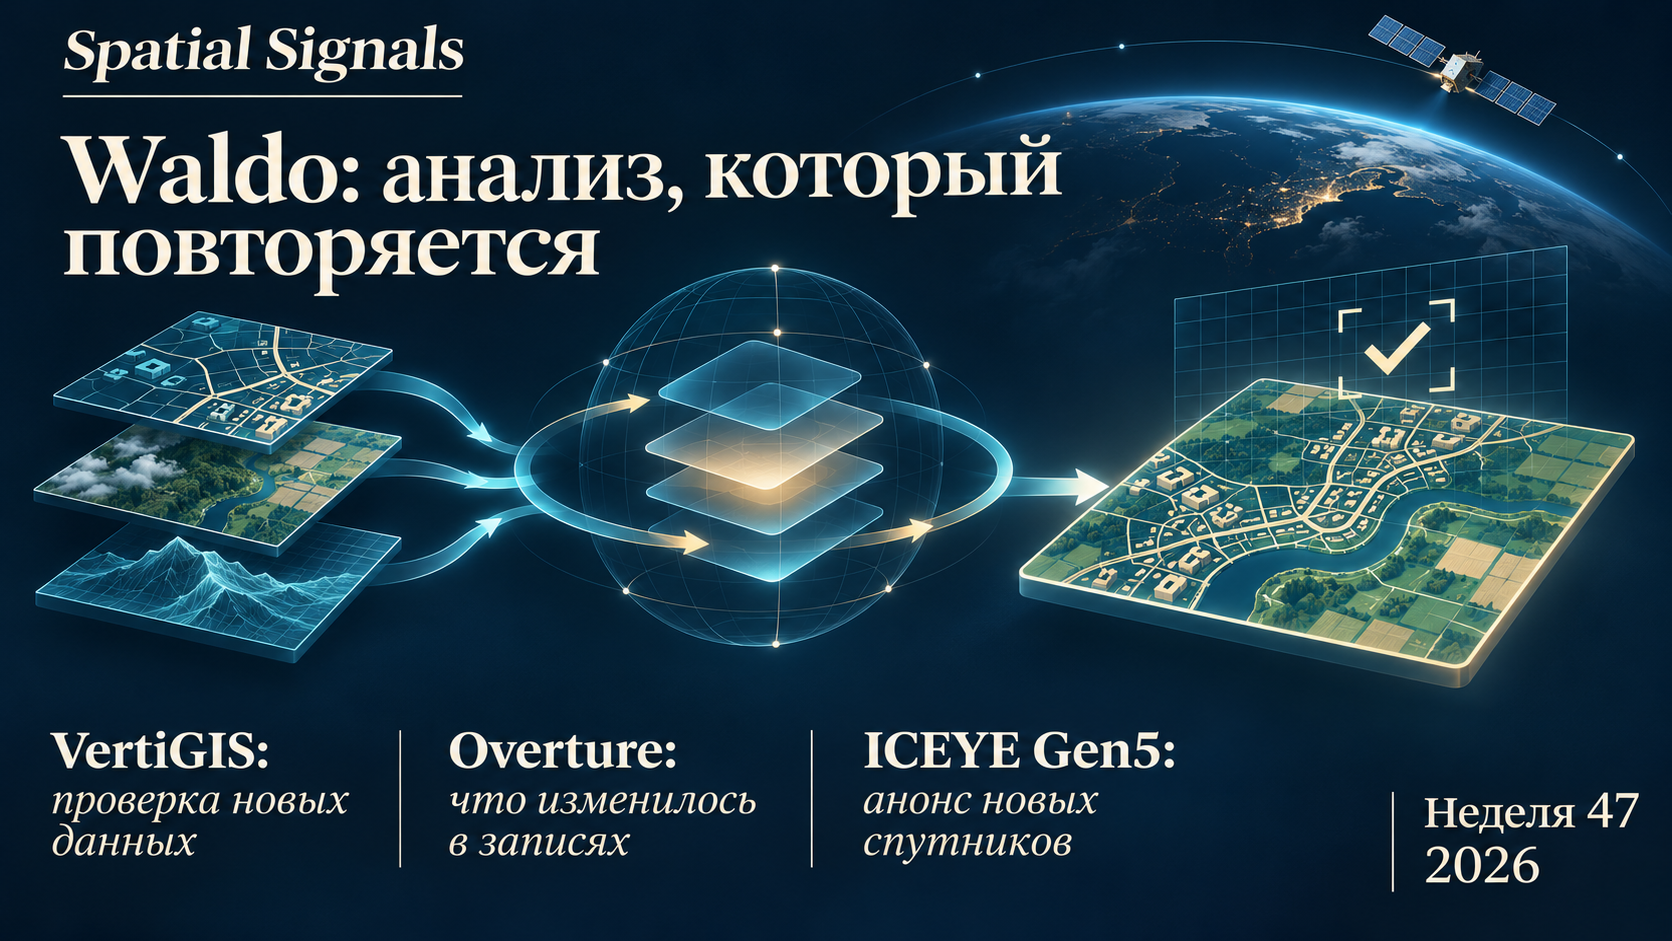 Spatial Signals
Waldo: анализ, который
повторяется
VertiGIS:
проверка новых
данных
Overture:
что изменилось
в записях
ICEYE Gen5:
анонс новых
спутников
Неделя 47
2026